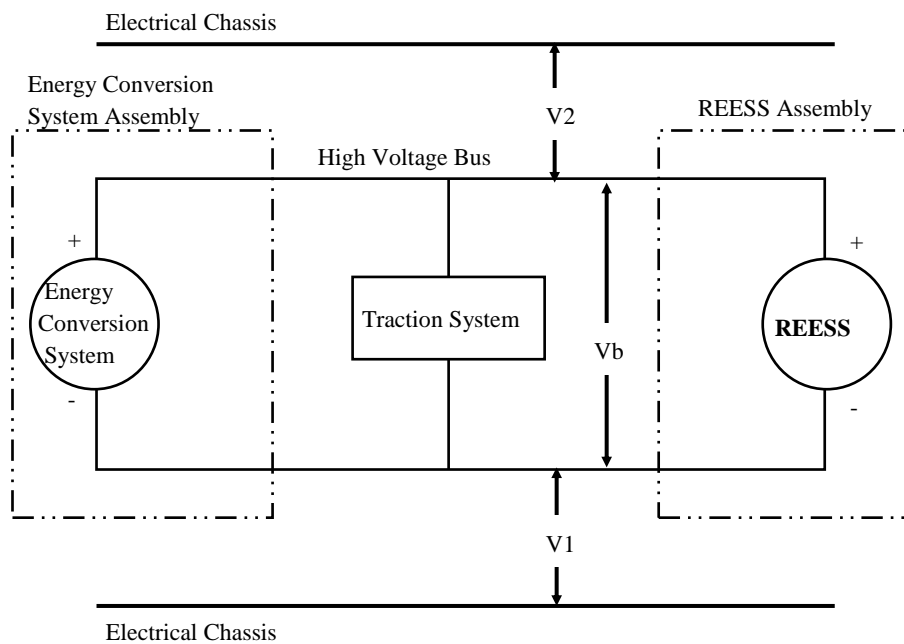 Electrical Chassis
Energy Conversion
System Assembly
V2
REESS Assembly
High Voltage Bus
+
+
Energy
Conversion
System
Traction System
Vb
REESS
-
-
V1
Electrical Chassis